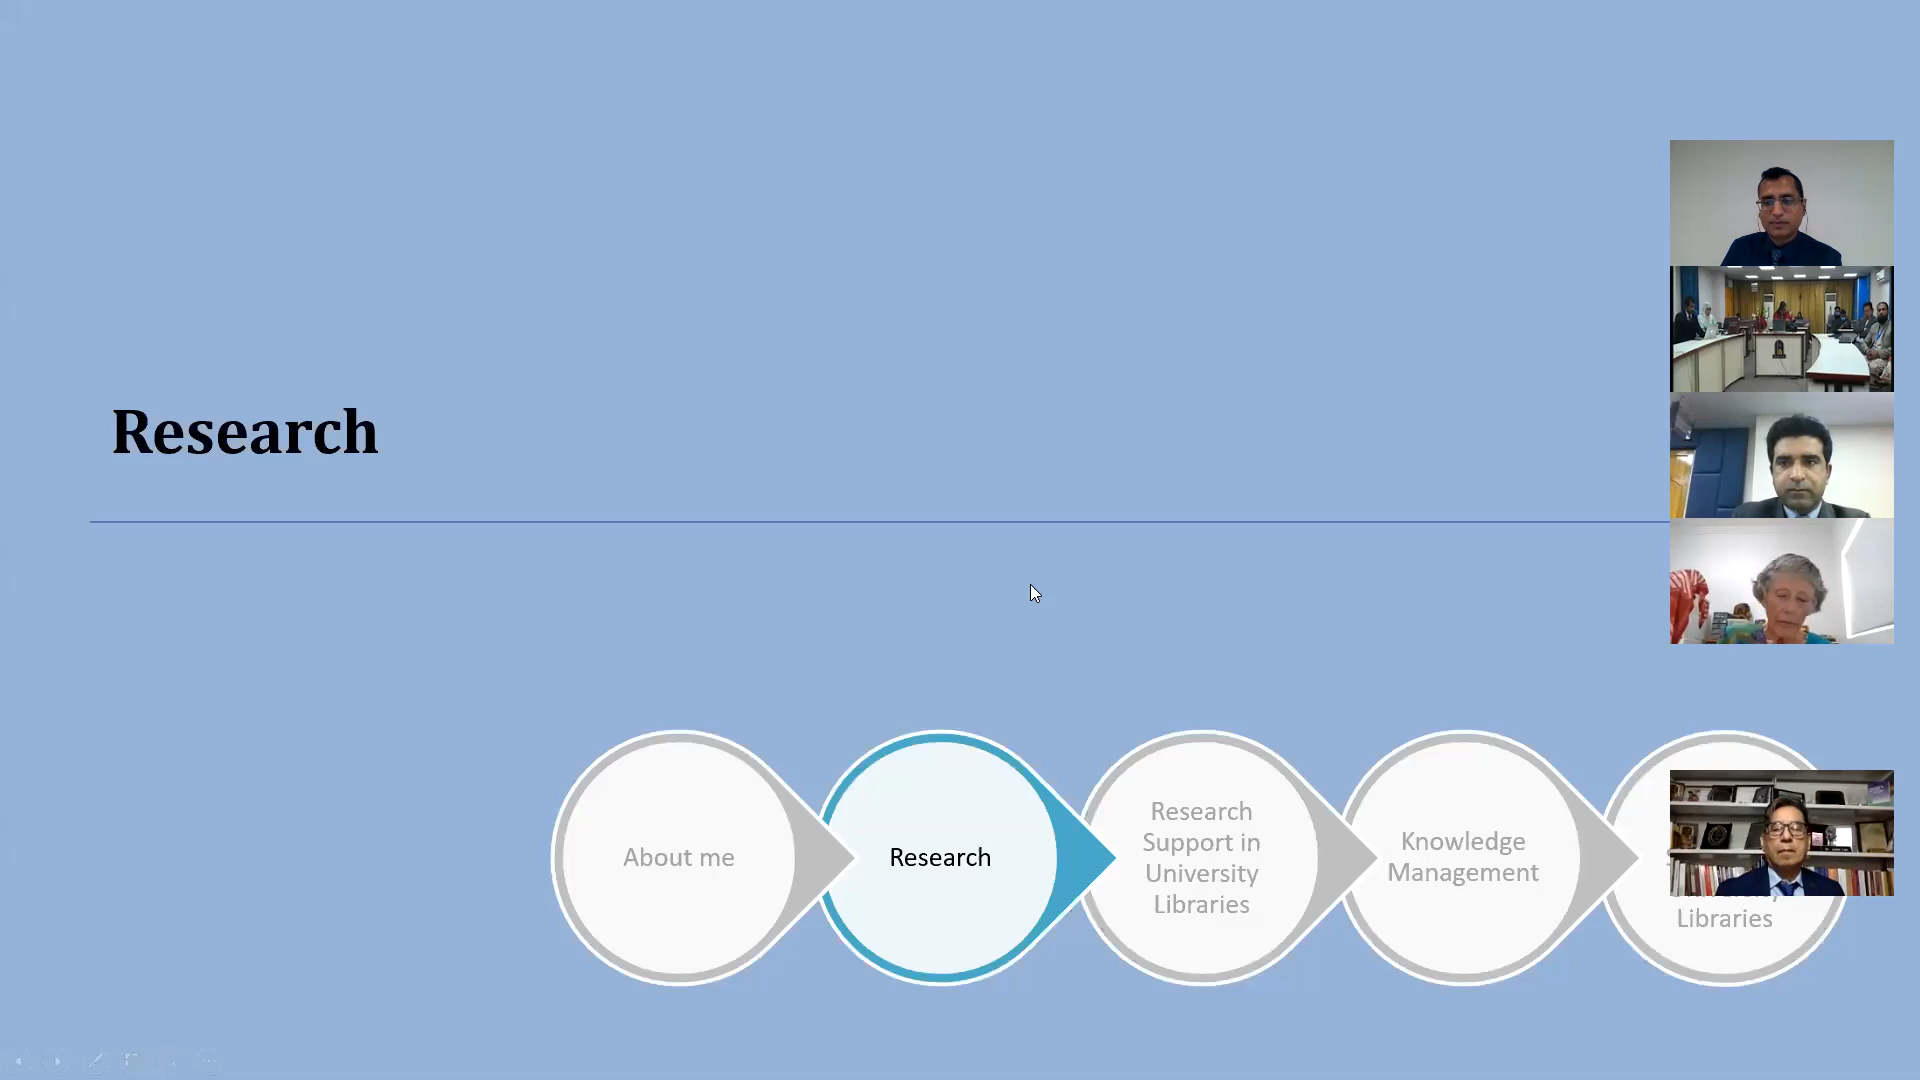 Research
About me
Research
Research
Support in
University
Libraries
Knowledge
Management
Libraries